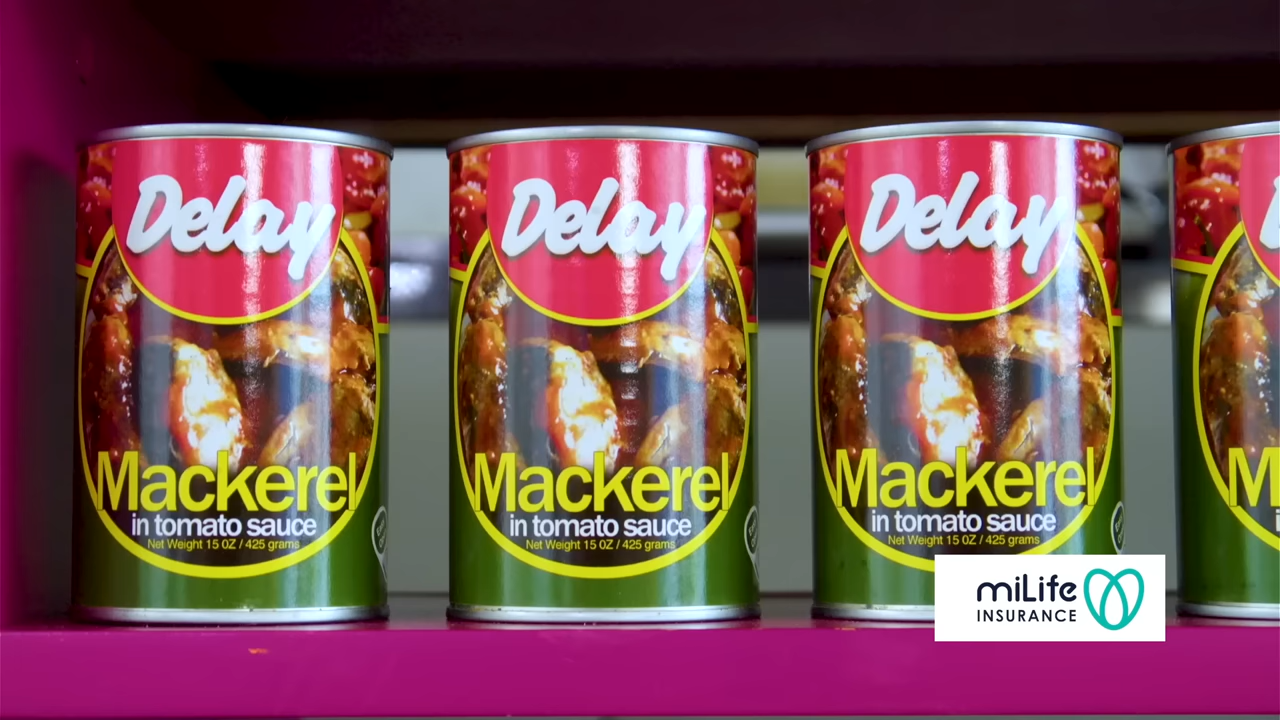 Delay
Mackerel
in tomato sauce
Net Weight 15 OZ / 425 grams
Delay
Mackerel
in tomato sauce
Net Weight 15 OZ / 425 grams
Delay
Mackerel
in tomato sauce
Net Weight 15 OZ / 425 grams
miLife
INSURANCE